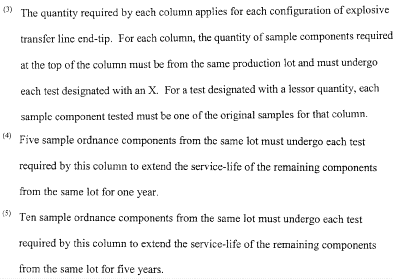 (3) The quantity required by each column applies for each configuration of explosive
transfer line end-tip. For each column, the quantity of sample components required
at the top of the column must be from the same production lot and must undergo
each test designated with an X. For a test designated with a lessor quantity, each
sample component tested must be one of the original samples for that column.
(4) Five sample ordnance components from the same lot must undergo each test
required by this column to extend the service-life of the remaining components
from the same lot for one year.
(5) Ten sample ordnance components from the same lot must undergo each test
required by this column to extend the service-life of the remaining components
from the same lot for five years.